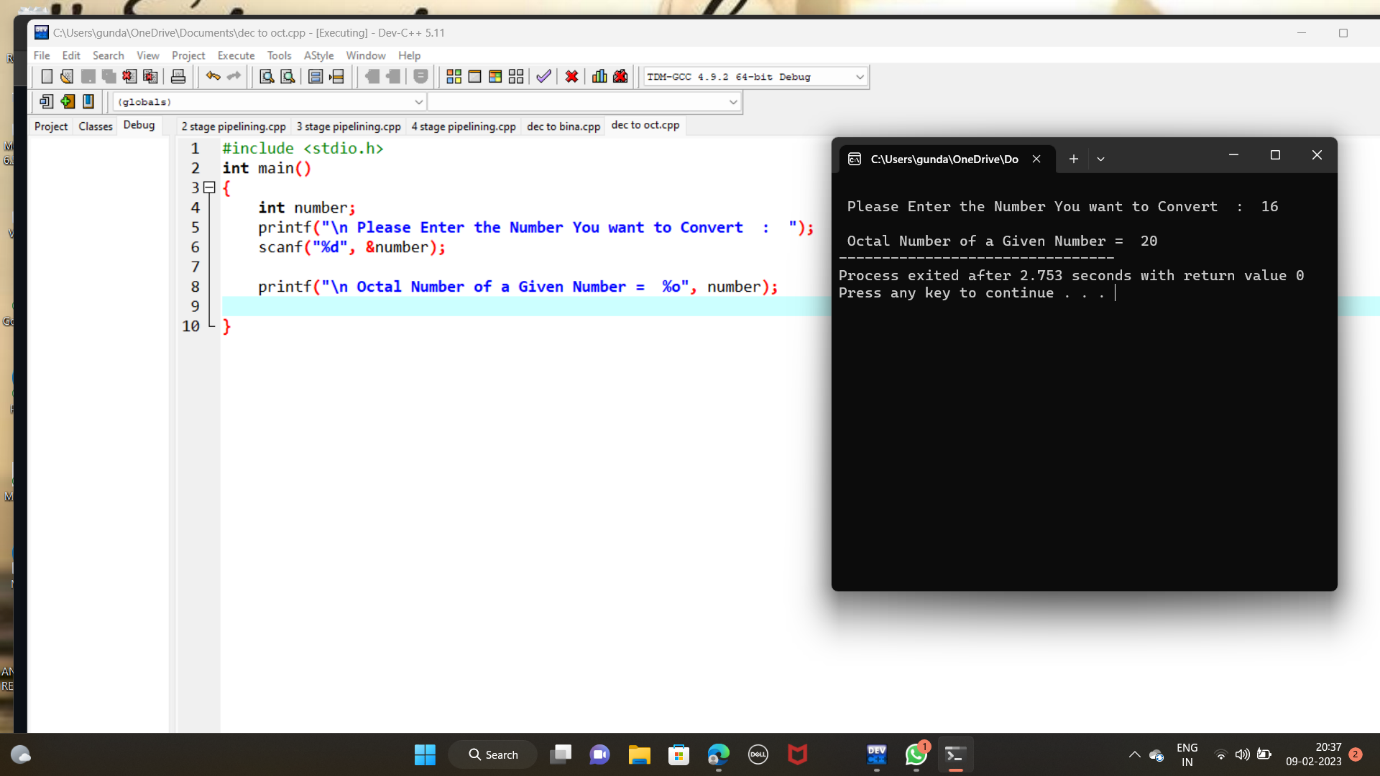 C:\Users\gunda\OneDrive\Documents\dec to oct.cpp - [Executing] - Dev-C++ 5.11
File Edit Search View Project Execute Tools AStyle Window Help
TDM-GCC 4.9.2 64-bit Debug
(globals)
Project Classes Debug 2 stage pipelining.cpp 3 stage pipelining.cpp 4 stage pipelining.cpp dec to bina.cpp dec to oct.cpp
1 #include <stdio.h>
2 int main()
3 {
4 int number;
5 printf("\n Please Enter the Number You want to Convert  :  ");
6 scanf("%d", &number);
7
8 printf("\n Octal Number of a Given Number =  %o", number);
9
10 }
C:\Users\gunda\OneDrive\Do
Please Enter the Number You want to Convert  :  16
Octal Number of a Given Number =  20
--------------------------------
Process exited after 2.753 seconds with return value 0
Press any key to continue . . .
Search
DELL
DEV
1
ENG
IN
20:37
09-02-2023
2